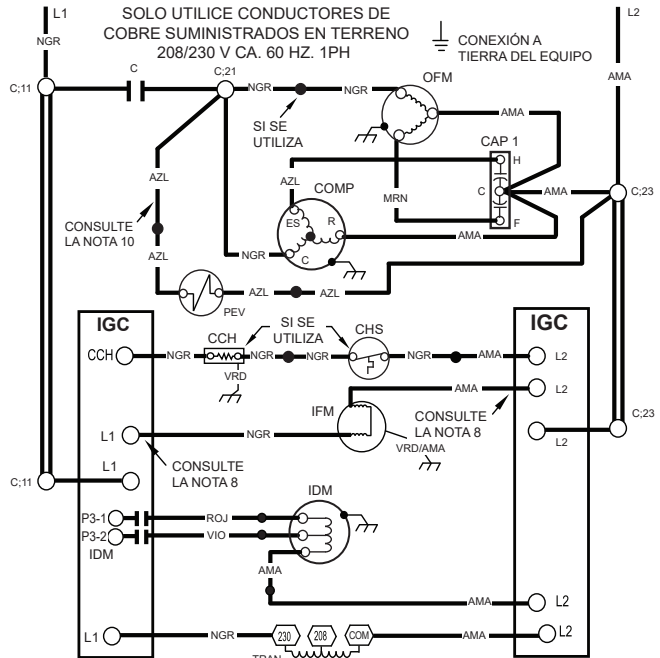 L1
SOLO UTILICE CONDUCTORES DE
COBRE SUMINISTRADOS EN TERRENO
208/230 V CA. 60 HZ. 1PH
L2
NGR
CONEXIÓN A
TIERRA DEL EQUIPO
AMA
C;11
C
C;21
NGR
NGR
OFM
SI SE
UTILIZA
AMA
CAP 1
H
AZL
AZL
COMP
MRN
C
AMA
C;23
CONSULTE
LA NOTA 10
ES
R
F
AMA
AZL
NGR
C
AZL
AZL
PEV
IGC
SI SE
UTILIZA
IGC
CCH
CHS
CCH
NGR
NGR
NGR
NGR
AMA
L2
VRD
AMA
L2
IFM
CONSULTE
LA NOTA 8
C;23
L1
NGR
L2
VRD/AMA
CONSULTE
LA NOTA 8
L1
C;11
IDM
P3-1
ROJ
P3-2
VIO
IDM
AMA
AMA
L2
L1
NGR
230
208
COM
AMA
L2
TRAN